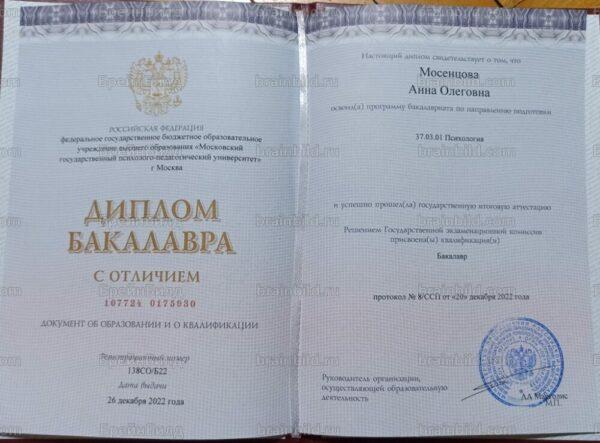 РОССИЙСКАЯ ФЕДЕРАЦИЯ
федеральное государственное бюджетное образовательное
учреждение высшего образования «Московский
государственный психолого-педагогический университет»
г Москва
ДИПЛОМ
БАКАЛАВРА
С ОТЛИЧИЕМ
107724 0175930
ДОКУМЕНТ ОБ ОБРАЗОВАНИИ И О КВАЛИФИКАЦИИ
Регистрационный номер
138СО/Б22
Дата выдачи
26 декабря 2022 года
Настоящий диплом свидетельствует о том, что
Мосенцова
Анна Олеговна
освоил(а) программу бакалавриата по направлению подготовки
37.03.01 Психология
и успешно прошел(ла) государственную итоговую аттестацию
Решением Государственной экзаменационной комиссии
присвоена(ы) квалификация(и)
Бакалавр
протокол № 8/ССП от «20» декабря 2022 года
Руководитель организации,
осуществляющей образовательную
деятельность
АА Марголис
М.П.
БрейнБилд
brainbild.ru